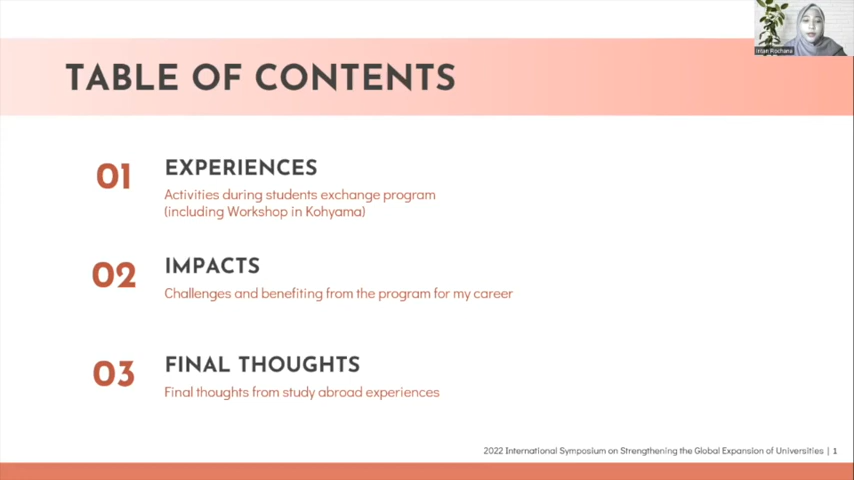 Intan Rochana
TABLE OF CONTENTS
01
EXPERIENCES
Activities during students exchange program
(including Workshop in Kohyama)
02
IMPACTS
Challenges and benefiting from the program for my career
03
FINAL THOUGHTS
Final thoughts from study abroad experiences
2022 International Symposium on Strengthening the Global Expansion of Universities | 1